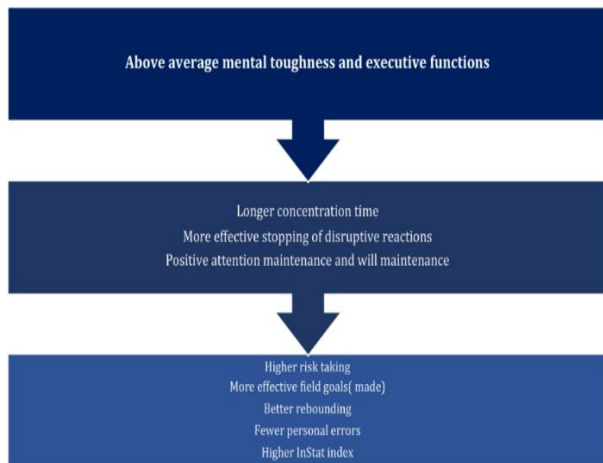 Above average mental toughness and executive functions
Longer concentration time
More effective stopping of disruptive reactions
Positive attention maintenance and will maintenance
Higher risk taking
More effective field goals( made)
Better rebounding
Fewer personal errors
Higher InStat index